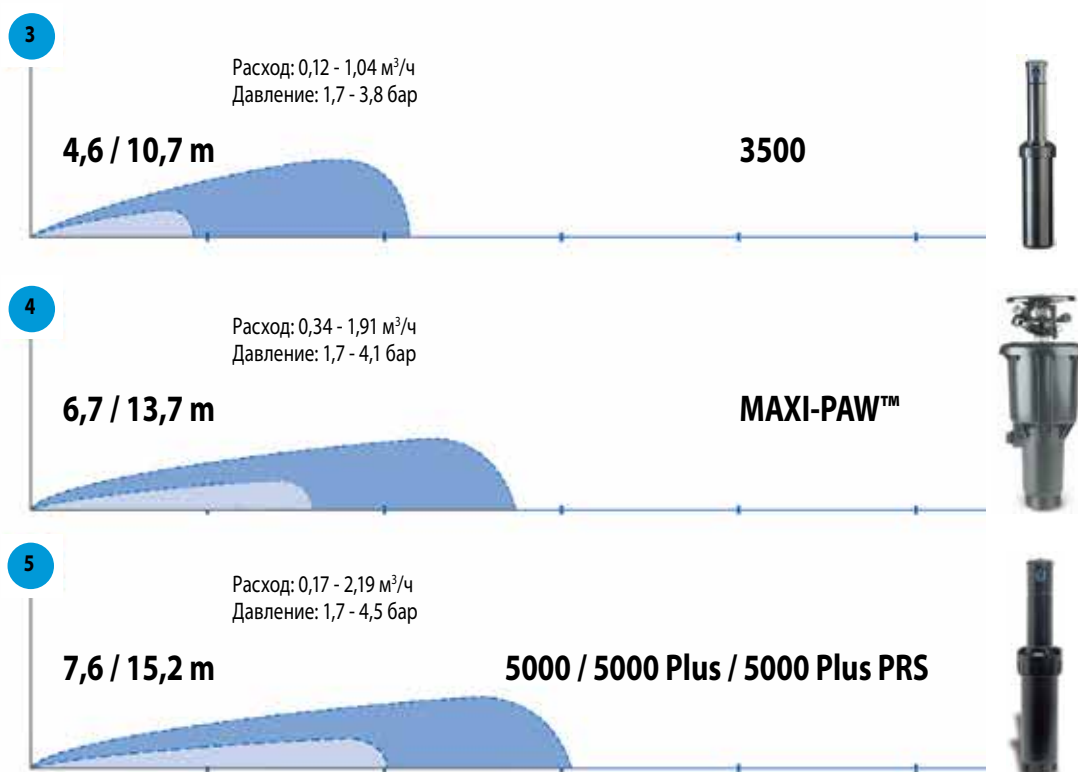 3
Расход: 0,12 - 1,04 м³/ч
Давление: 1,7 - 3,8 бар
4,6 / 10,7 m
3500
4
Расход: 0,34 - 1,91 м³/ч
Давление: 1,7 - 4,1 бар
6,7 / 13,7 m
MAXI-PAW™
5
Расход: 0,17 - 2,19 м³/ч
Давление: 1,7 - 4,5 бар
7,6 / 15,2 m
5000 / 5000 Plus / 5000 Plus PRS